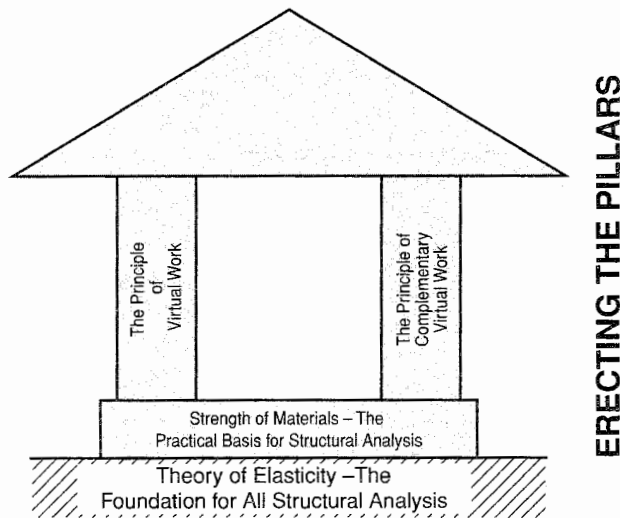 ERECTING THE PILLARS
The Principle
of
Virtual Work
The Principle of
Complementary
Virtual Work
Strength of Materials – The
Practical Basis for Structural Analysis
Theory of Elasticity –The
Foundation for All Structural Analysis